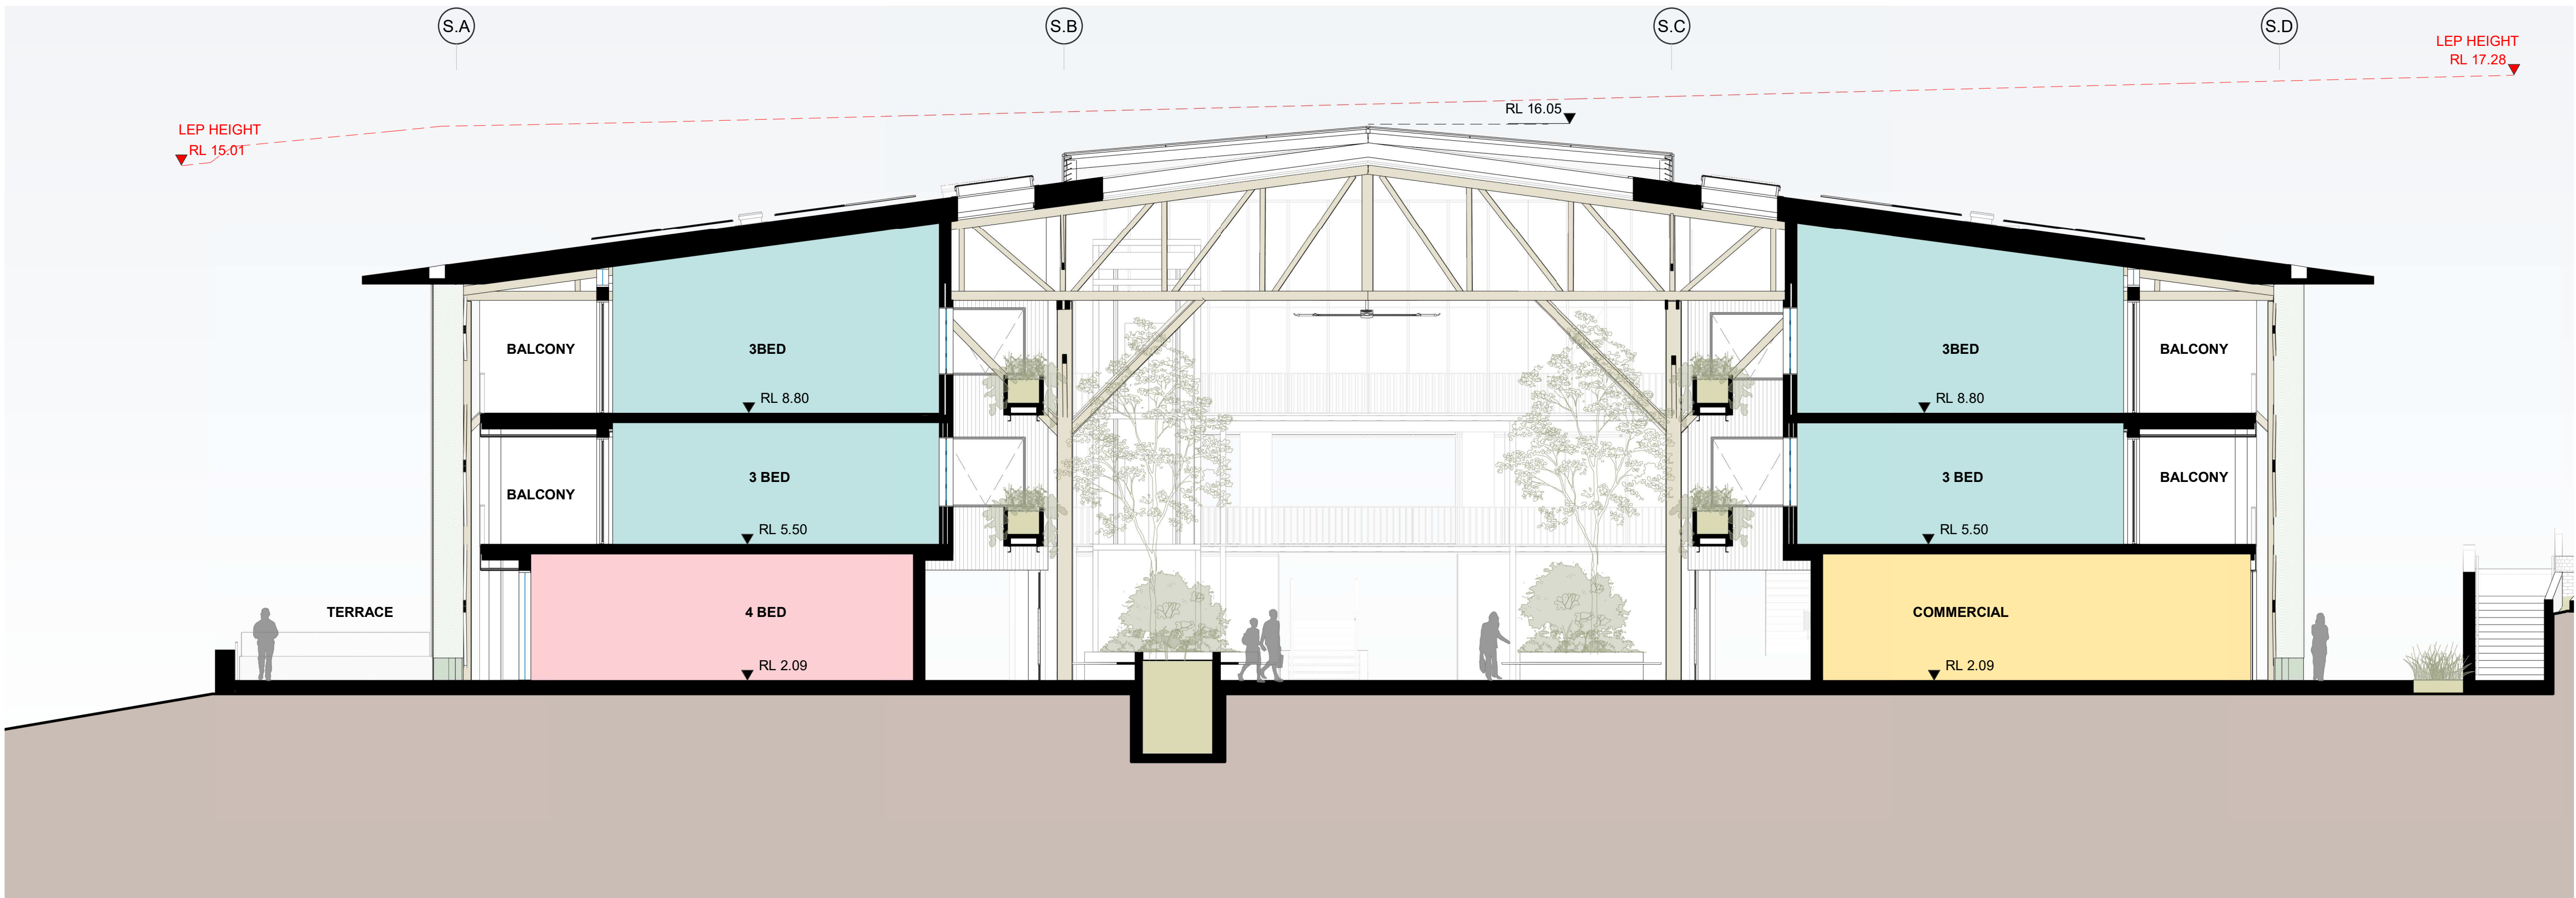 S.A
S.B
S.C
S.D
LEP HEIGHT
RL 17.28
RL 16.05
LEP HEIGHT
RL 15.01
BALCONY
3BED
3BED
BALCONY
RL 8.80
RL 8.80
3 BED
3 BED
BALCONY
BALCONY
RL 5.50
RL 5.50
TERRACE
4 BED
COMMERCIAL
RL 2.09
RL 2.09